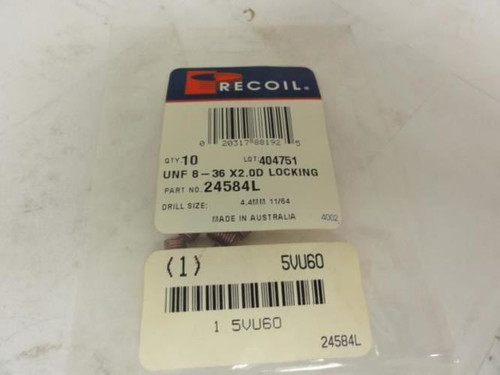 RECOIL®
0 20317 88192 5
QTY. 10 LOT: 404751
UNF 8-36 X2.0D LOCKING
PART NO. 24584L
DRILL SIZE: 4.4MM 11/64
MADE IN AUSTRALIA 4002
(1) 5VU60
1 5VU60
24584L